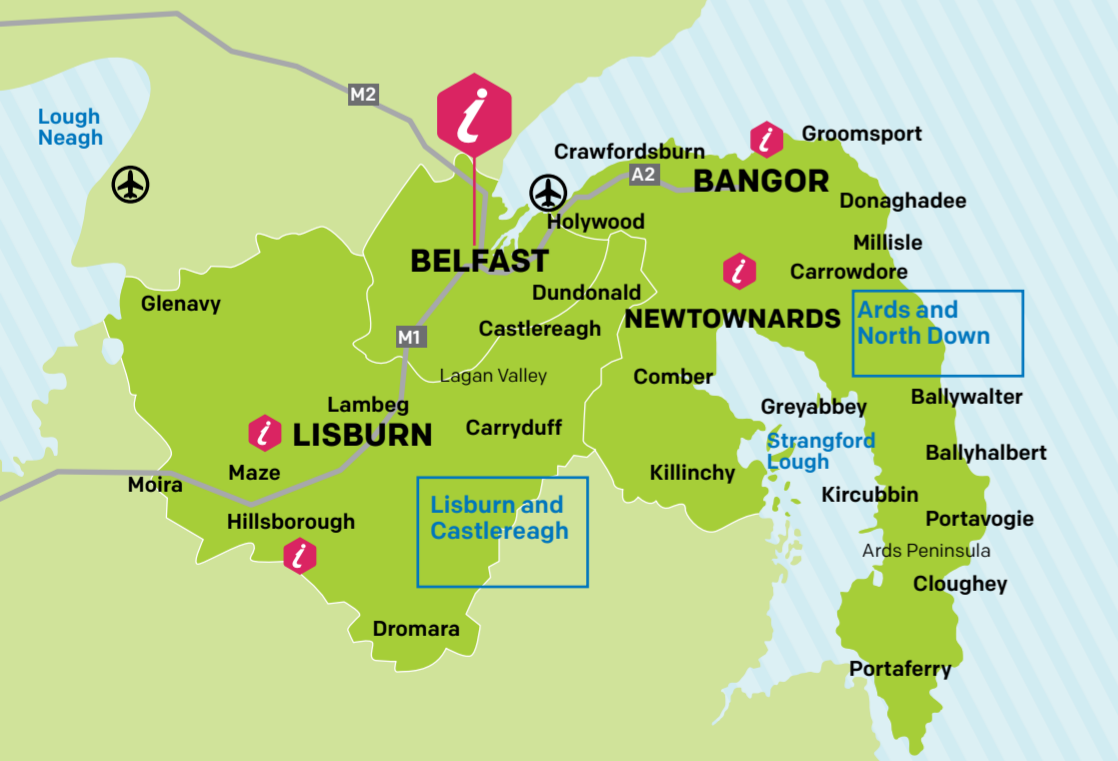 M2
Lough
Neagh
i
Crawfordsburn
i
Groomsport
A2
BANGOR
Donaghadee
Holywood
Millisle
BELFAST
i
Carrowdore
Glenavy
Dundonald
Castlereagh
NEWTOWNARDS
Ards and
North Down
M1
Lagan Valley
Comber
Ballywalter
Lambeg
Greyabbey
i
LISBURN
Carryduff
Strangford
Lough
Ballyhalbert
Maze
Killinchy
Moira
Kircubbin
Lisburn and
Castlereagh
Hillsborough
Portavogie
i
Ards Peninsula
Cloughey
Dromara
Portaferry